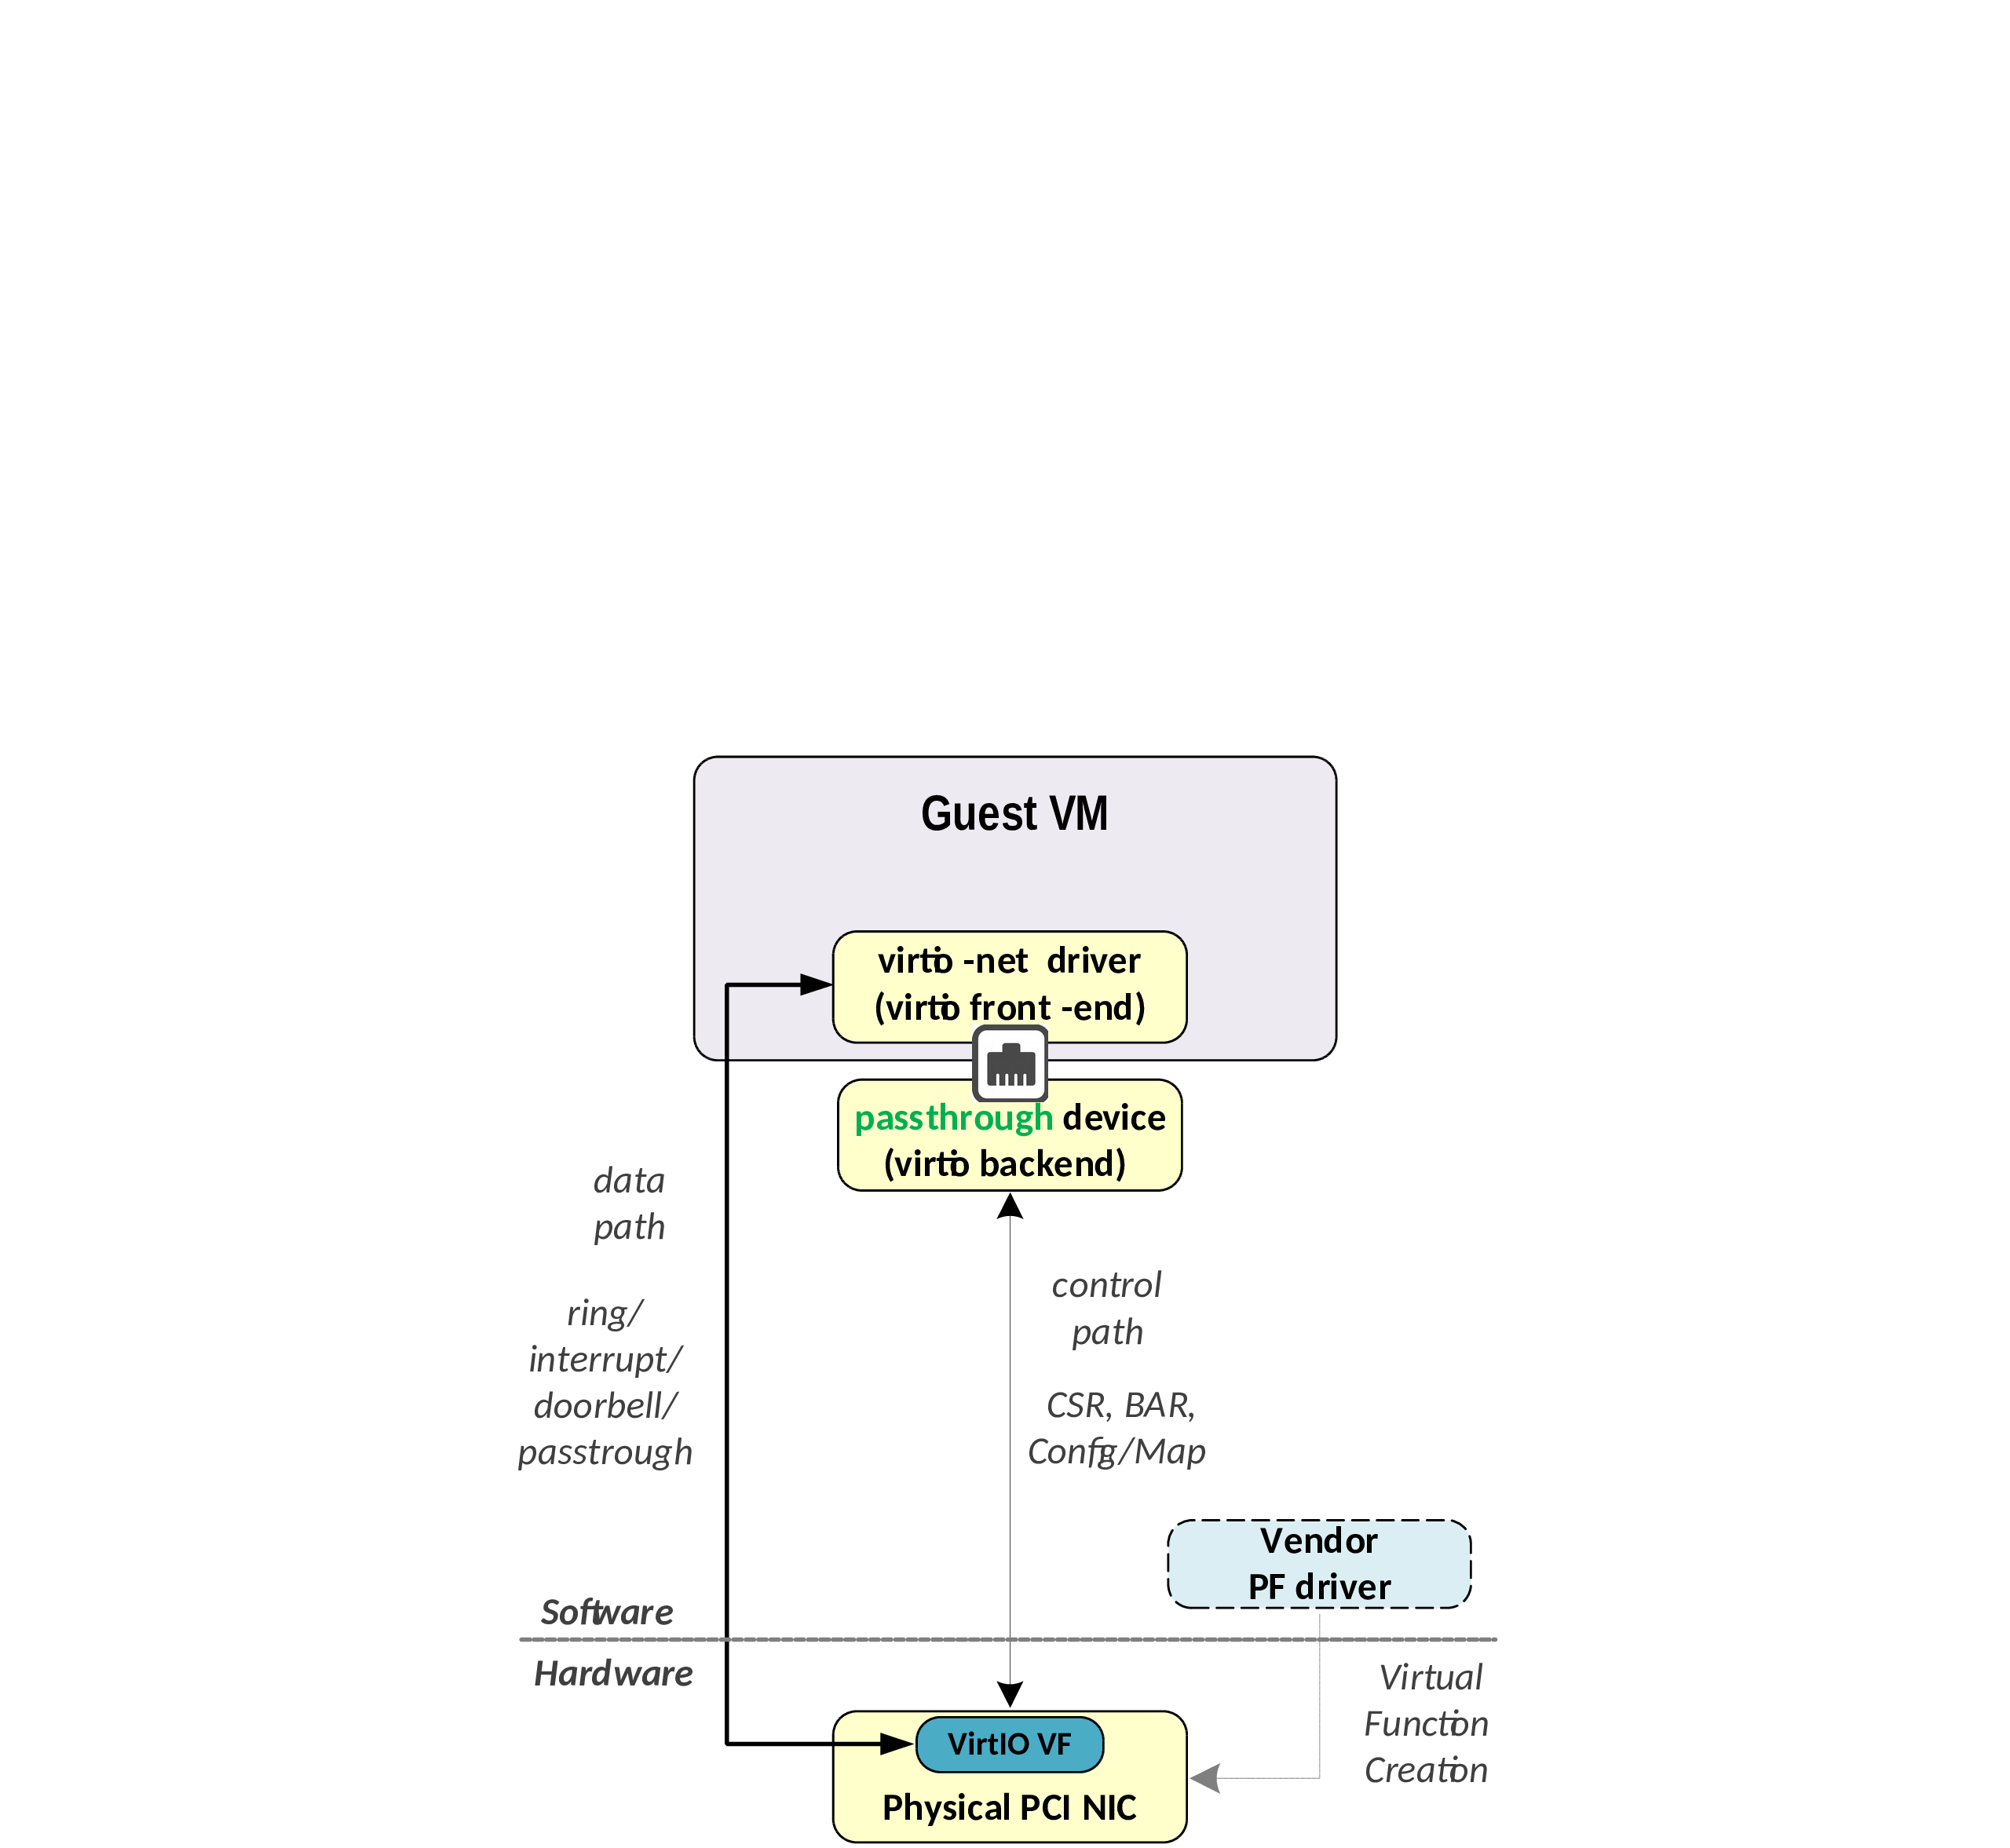 Guest VM
virtio -net driver
(virtio front -end)
passthrough device
(virtio backend)
data
path
ring/
interrupt/
doorbell/
passtrough
control
path
CSR, BAR,
Config/Map
Vendor
PF driver
Software
Hardware
Virtual
Function
Creation
VirtIO VF
Physical PCI NIC